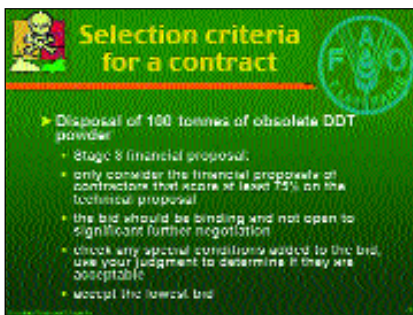 Selection criteria
for a contract
F A O
Disposal of 100 tonnes of obsolete DDT
powder
Stage 3 financial proposal:
only consider the financial proposals of
contractors that score at least 75% on the
technical proposal
the bid should be binding and not open to
significant further negotiation
check any special conditions added to the bid,
use your judgment to determine if they are
acceptable
accept the lowest bid